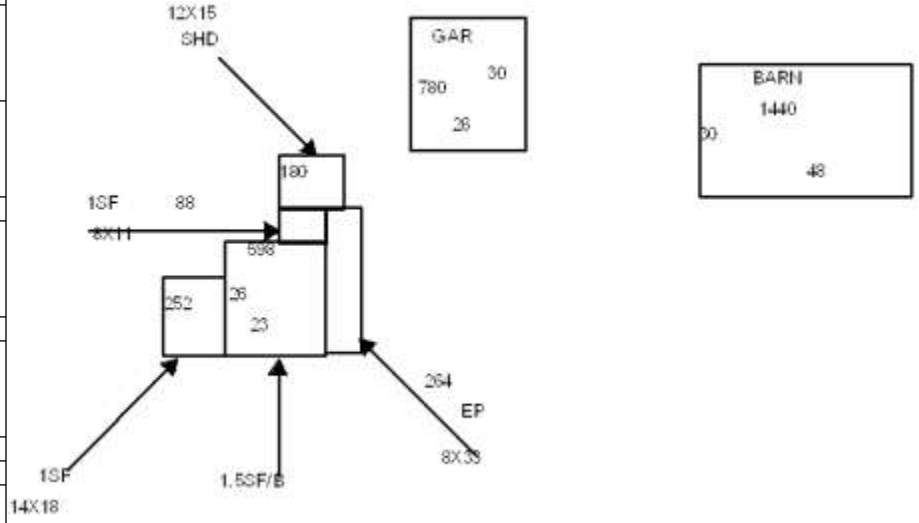 12X15
SHD
GAR
780 30
26
BARN
1440
30
48
180
1SF 88
8X11
598
252
26
23
264
EP
8X33
1SF
14X18
1.5SF/B